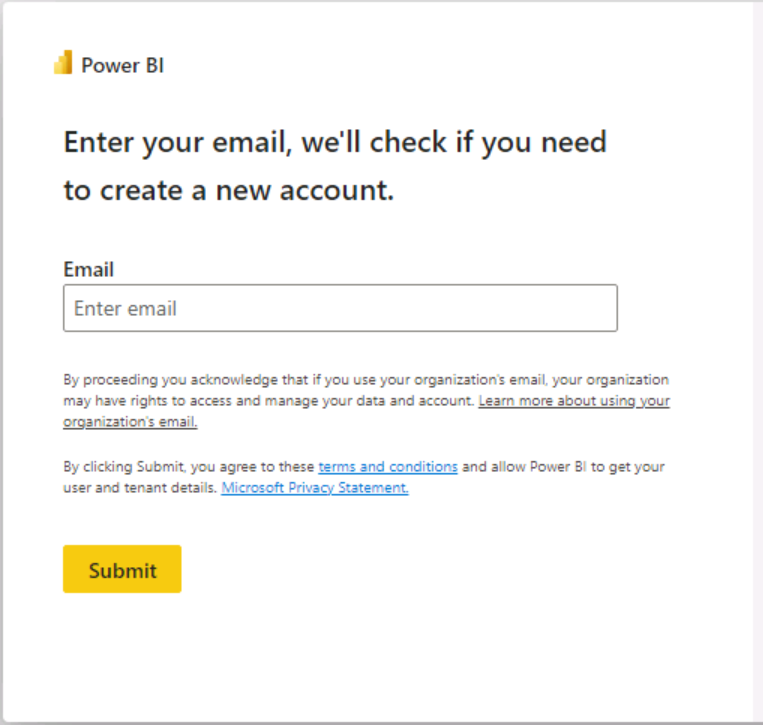 Power BI
Enter your email, we'll check if you need
to create a new account.
Email
Enter email
By proceeding you acknowledge that if you use your organization's email, your organization
may have rights to access and manage your data and account. Learn more about using your
organization's email.
By clicking Submit, you agree to these terms and conditions and allow Power BI to get your
user and tenant details. Microsoft Privacy Statement.
Submit